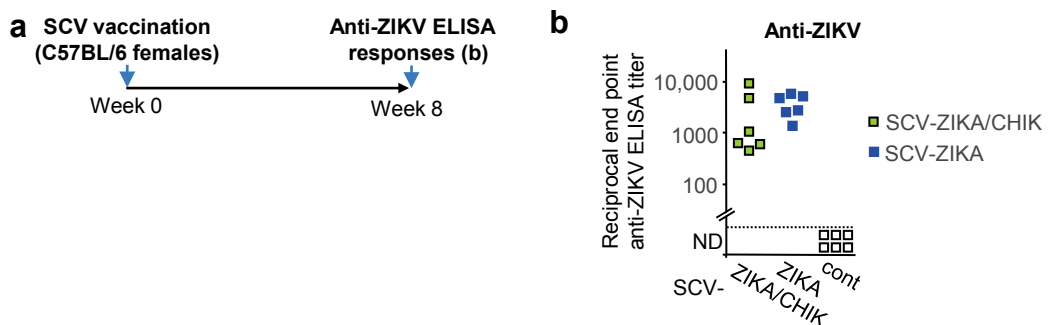 a
SCV vaccination
(C57BL/6 females)
Anti-ZIKV ELISA
responses (b)
Week 0
Week 8
b
Anti-ZIKV
Reciprocal end point
anti-ZIKV ELISA titer
10,000
1000
100
ND
SCV-
ZIKA/CHIK
ZIKA
cont
SCV-ZIKA/CHIK
SCV-ZIKA